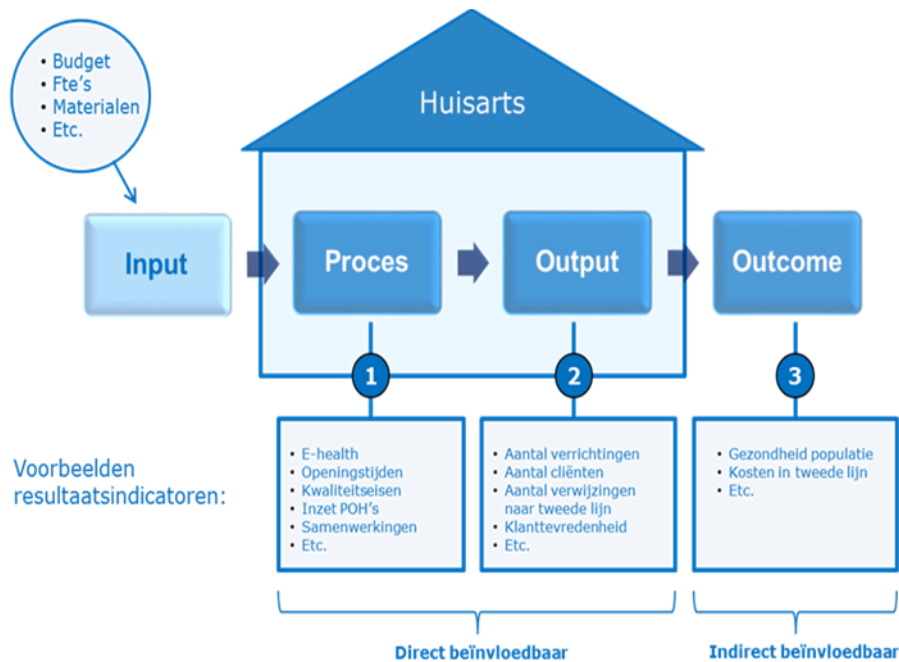 • Budget
• Fte's
• Materialen
• Etc.
Huisarts
Input
Proces
Output
Outcome
1
2
3
Voorbeelden
resultaatsindicatoren:
• E-health
• Openingstijden
• Kwaliteitseisen
• Inzet POH's
• Samenwerkingen
• Etc.
• Aantal verrichtingen
• Aantal cliënten
• Aantal verwijzingen
naar tweede lijn
• Klanttevredenheid
• Etc.
• Gezondheid populatie
• Kosten in tweede lijn
• Etc.
Direct beïnvloedbaar
Indirect beïnvloedbaar